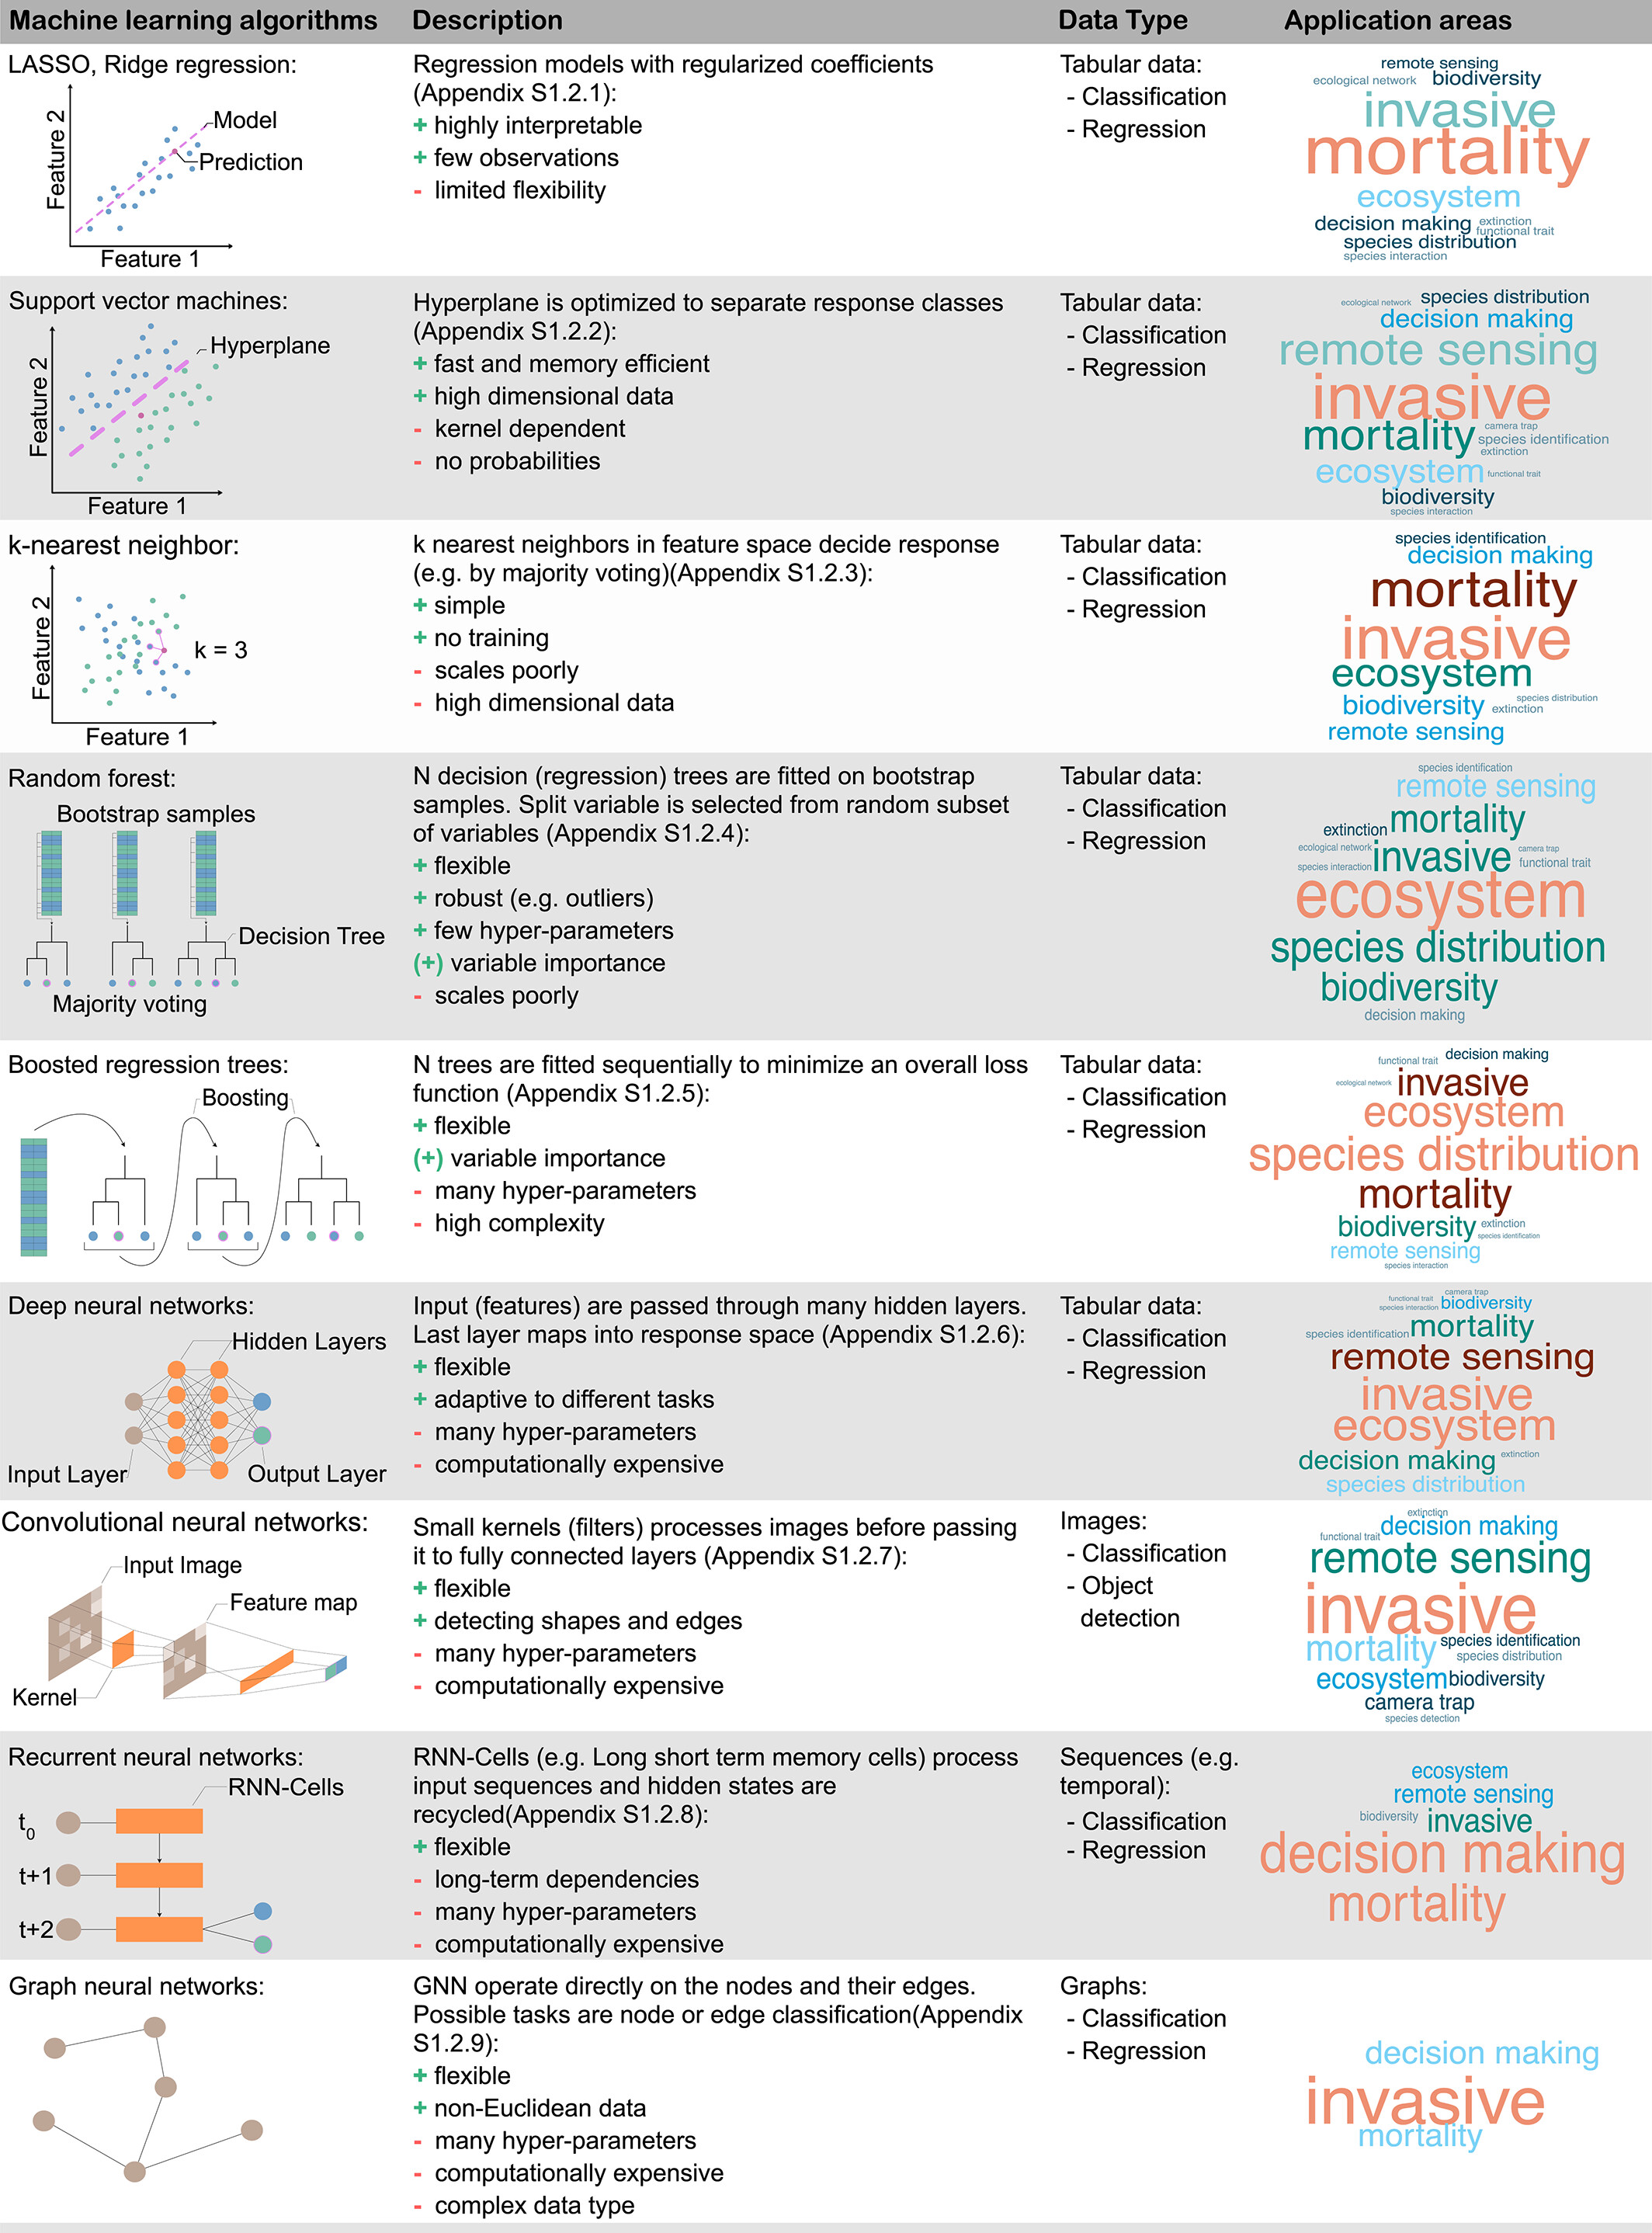 Machine learning algorithms
Description
Data Type
Application areas
LASSO, Ridge regression:
Feature 2
Model
Prediction
Feature 1
Regression models with regularized coefficients
(Appendix S1.2.1):
+ highly interpretable
+ few observations
- limited flexibility
Tabular data:
- Classification
- Regression
remote sensing
ecological network biodiversity
invasive
mortality
ecosystem
decision making extinction
functional trait
species distribution
species interaction
Support vector machines:
Feature 2
Hyperplane
Feature 1
Hyperplane is optimized to separate response classes
(Appendix S1.2.2):
+ fast and memory efficient
+ high dimensional data
- kernel dependent
- no probabilities
Tabular data:
- Classification
- Regression
ecological network species distribution
decision making
remote sensing
invasive
mortality camera trap
species identification
extinction
ecosystem functional trait
biodiversity
species interaction
k-nearest neighbor:
Feature 2
k = 3
Feature 1
k nearest neighbors in feature space decide response
(e.g. by majority voting)(Appendix S1.2.3):
+ simple
+ no training
- scales poorly
- high dimensional data
Tabular data:
- Classification
- Regression
species identification
decision making
mortality
invasive
ecosystem
biodiversity species distribution
extinction
remote sensing
Random forest:
Bootstrap samples
Decision Tree
Majority voting
N decision (regression) trees are fitted on bootstrap
samples. Split variable is selected from random subset
of variables (Appendix S1.2.4):
+ flexible
+ robust (e.g. outliers)
+ few hyper-parameters
(+) variable importance
- scales poorly
Tabular data:
- Classification
- Regression
species identification
remote sensing
extinction mortality
ecological network invasive camera trap
species interaction functional trait
ecosystem
species distribution
biodiversity
decision making
Boosted regression trees:
Boosting
N trees are fitted sequentially to minimize an overall loss
function (Appendix S1.2.5):
+ flexible
(+) variable importance
- many hyper-parameters
- high complexity
Tabular data:
- Classification
- Regression
functional trait decision making
ecological network invasive
ecosystem
species distribution
mortality
biodiversity extinction
species identification
remote sensing
species interaction
Deep neural networks:
Hidden Layers
Input Layer
Output Layer
Input (features) are passed through many hidden layers.
Last layer maps into response space (Appendix S1.2.6):
+ flexible
+ adaptive to different tasks
- many hyper-parameters
- computationally expensive
Tabular data:
- Classification
- Regression
camera trap
functional trait
species interaction biodiversity
species identification mortality
remote sensing
invasive
ecosystem
decision making extinction
species distribution
Convolutional neural networks:
Input Image
Feature map
Kernel
Small kernels (filters) processes images before passing
it to fully connected layers (Appendix S1.2.7):
+ flexible
+ detecting shapes and edges
- many hyper-parameters
- computationally expensive
Images:
- Classification
- Object
detection
extinction
functional trait decision making
remote sensing
invasive
mortality species identification
species distribution
ecosystem biodiversity
camera trap
species detection
Recurrent neural networks:
RNN-Cells
t0
t+1
t+2
RNN-Cells (e.g. Long short term memory cells) process
input sequences and hidden states are
recycled(Appendix S1.2.8):
+ flexible
- long-term dependencies
- many hyper-parameters
- computationally expensive
Sequences (e.g.
temporal):
- Classification
- Regression
ecosystem
remote sensing
biodiversity invasive
decision making
mortality
Graph neural networks:
GNN operate directly on the nodes and their edges.
Possible tasks are node or edge classification(Appendix
S1.2.9):
+ flexible
+ non-Euclidean data
- many hyper-parameters
- computationally expensive
- complex data type
Graphs:
- Classification
- Regression
decision making
invasive
mortality